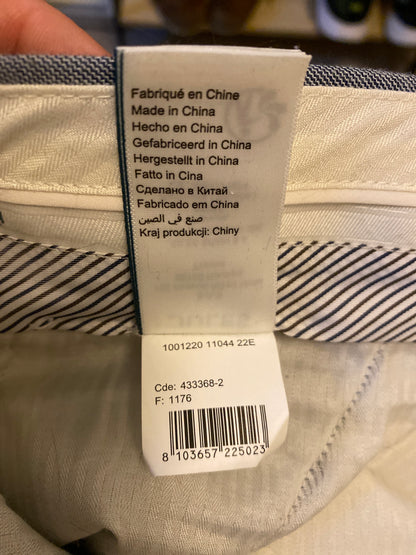 Fabriqué en Chine
Made in China
Hecho en China
Gefabriceerd in China
Hergestellt in China
Fatto in Cina
Сделано в Китай.
Fabricado em China
صنع في الصين
Kraj produkcji: Chiny
1001220 11044 22E
Cde: 433368-2
F: 1176
8 103657 225023